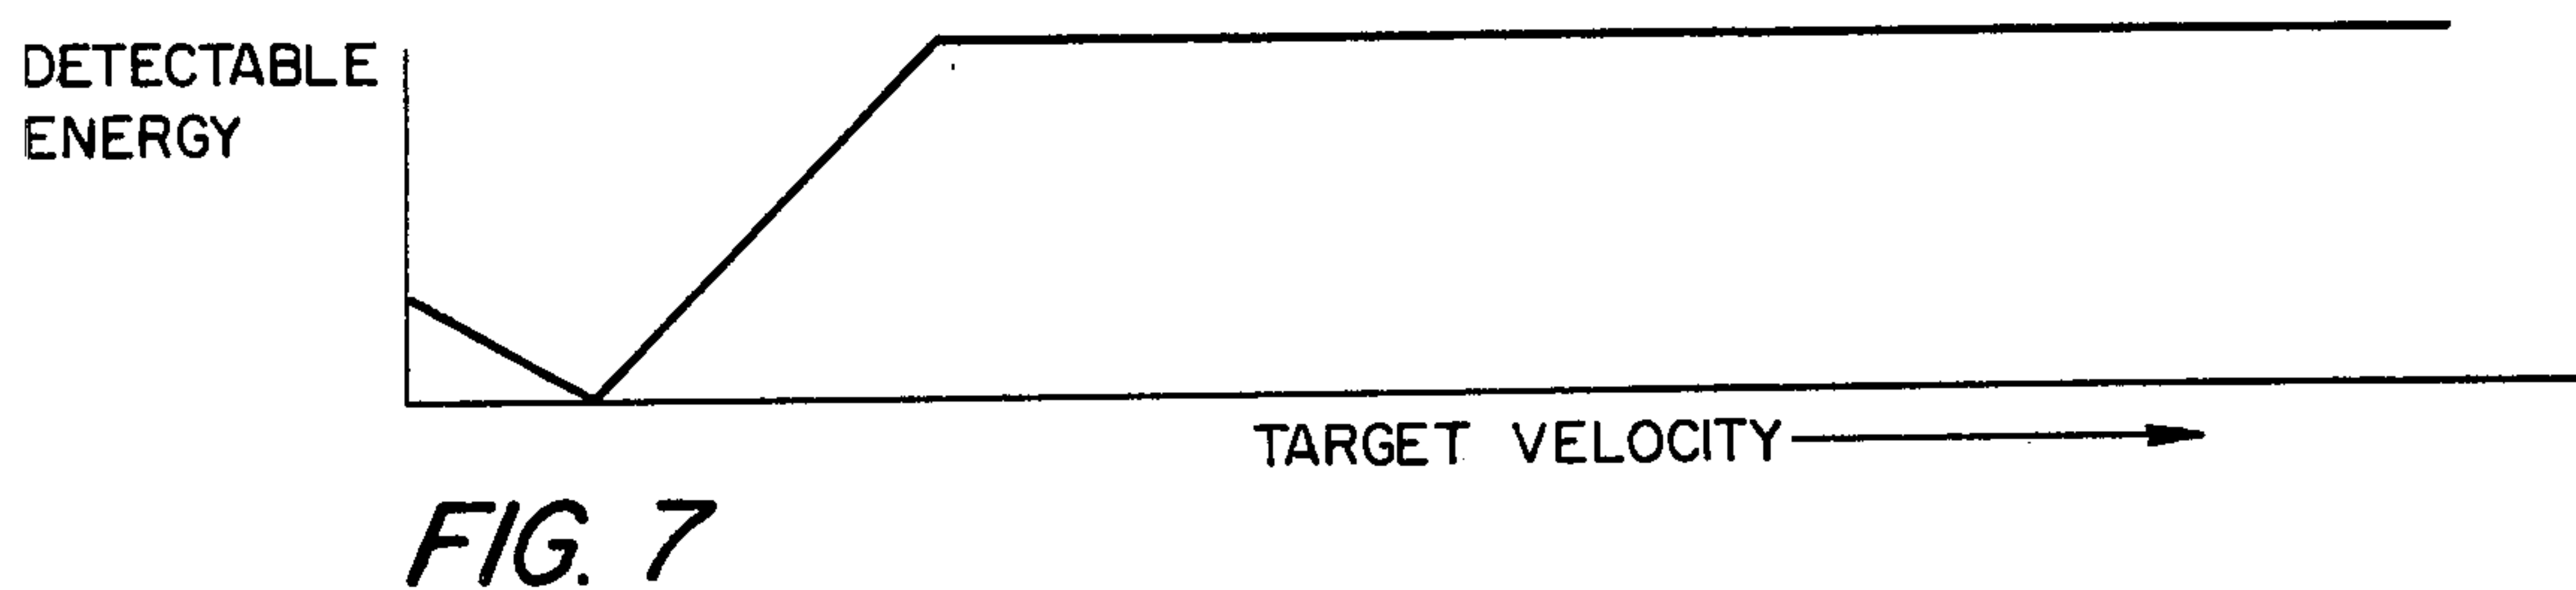 DETECTABLE
ENERGY
TARGET VELOCITY
FIG. 7